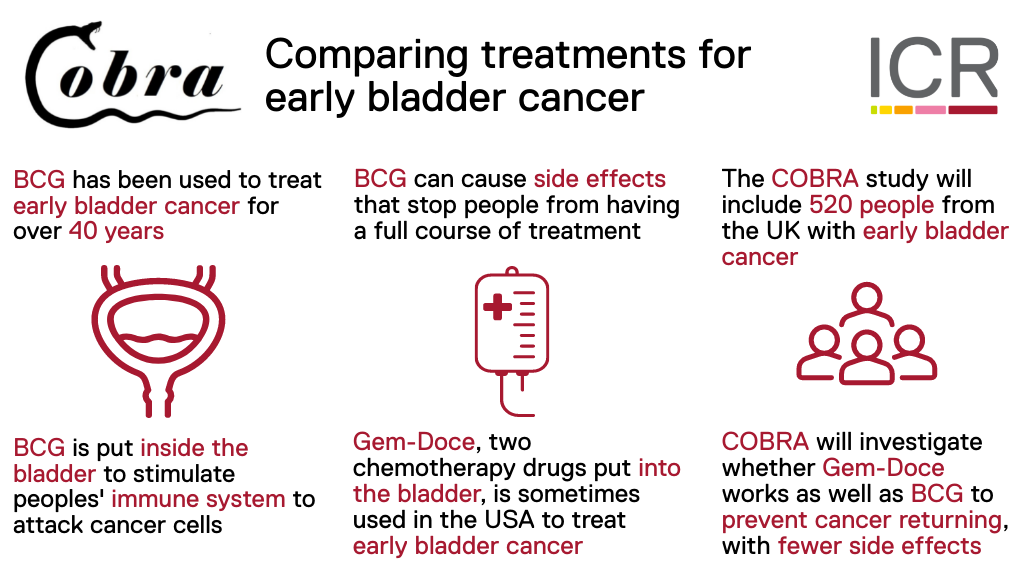 Cobra
Comparing treatments for
early bladder cancer
ICR
BCG has been used to treat
early bladder cancer for
over 40 years
BCG can cause side effects
that stop people from having
a full course of treatment
The COBRA study will
include 520 people from
the UK with early bladder
cancer
BCG is put inside the
bladder to stimulate
peoples' immune system to
attack cancer cells
Gem-Doce, two
chemotherapy drugs put into
the bladder, is sometimes
used in the USA to treat
early bladder cancer
COBRA will investigate
whether Gem-Doce
works as well as BCG to
prevent cancer returning,
with fewer side effects